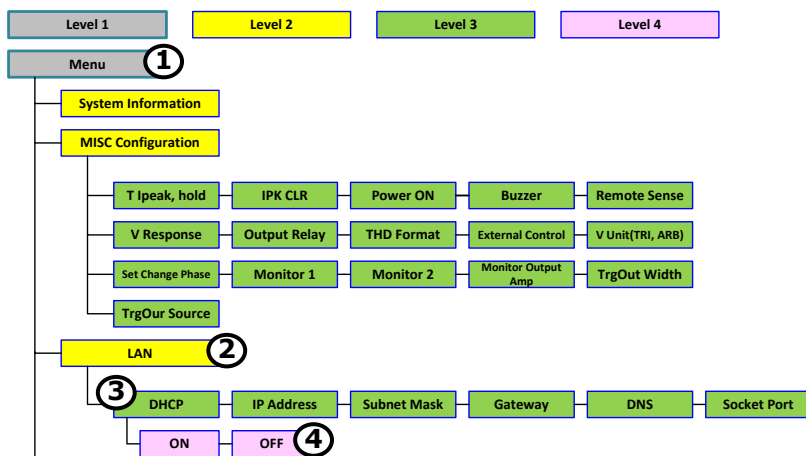 Level 1
Level 2
Level 3
Level 4
Menu
1
System Information
MISC Configuration
T Ipeak, hold
IPK CLR
Power ON
Buzzer
Remote Sense
V Response
Output Relay
THD Format
External Control
V Unit(TRI, ARB)
Set Change Phase
Monitor 1
Monitor 2
Monitor Output
Amp
TrgOut Width
TrgOur Source
LAN
2
3
DHCP
IP Address
Subnet Mask
Gateway
DNS
Socket Port
ON
OFF
4